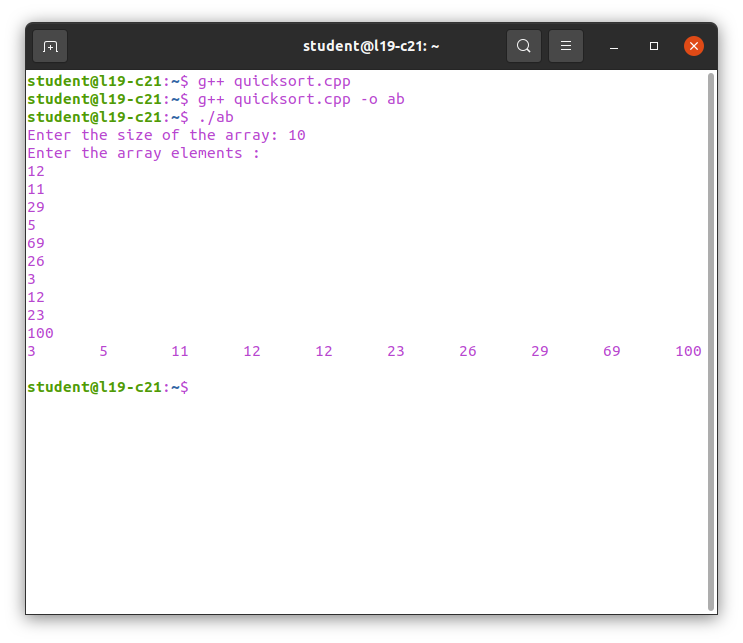 student@l19-c21: ~
student@l19-c21:~$ g++ quicksort.cpp
student@l19-c21:~$ g++ quicksort.cpp -o ab
student@l19-c21:~$ ./ab
Enter the size of the array: 10
Enter the array elements :
12
11
29
5
69
26
3
12
23
100
3	5	11	12	12	23	26	29	69	100
student@l19-c21:~$